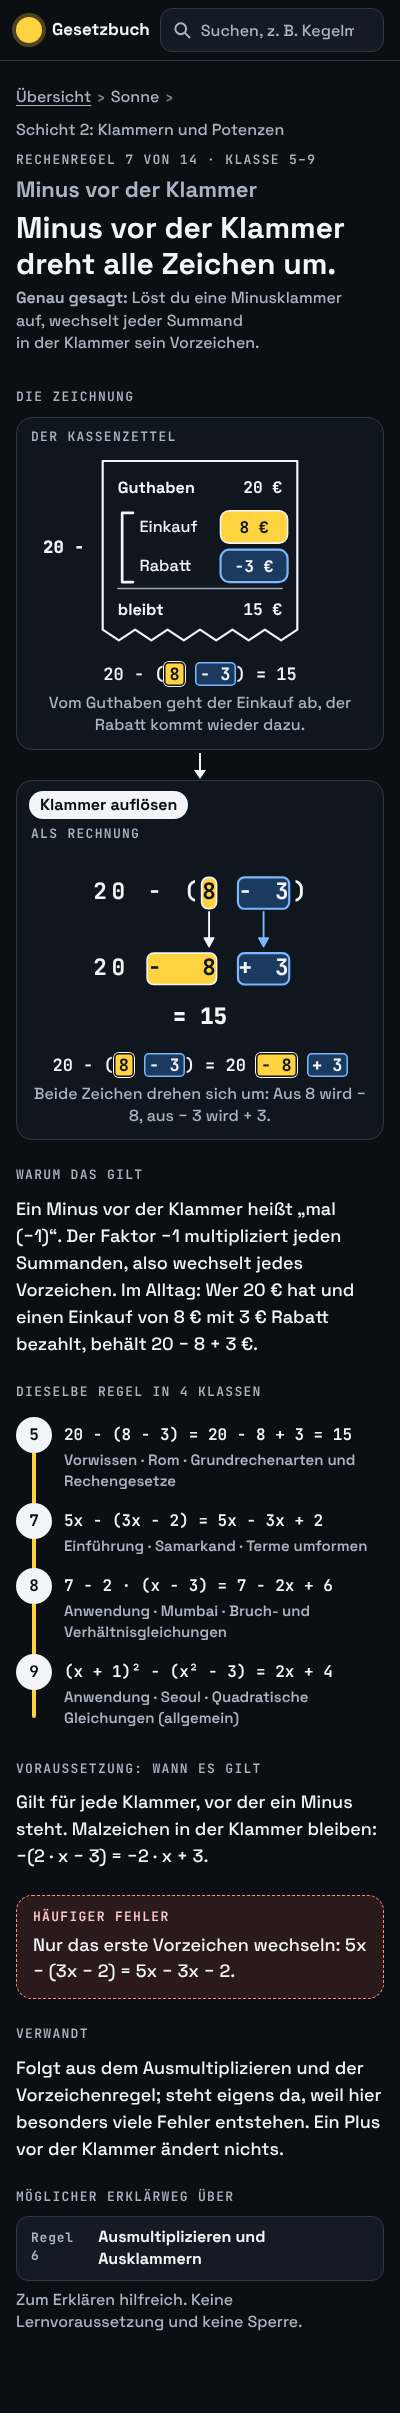 Gesetzbuch
Suchen, z. B. Kegelm
Übersicht > Sonne >
Schicht 2: Klammern und Potenzen
RECHENREGEL 7 VON 14 · KLASSE 5–9
Minus vor der Klammer
Minus vor der Klammer
dreht alle Zeichen um.
Genau gesagt: Löst du eine Minusklammer
auf, wechselt jeder Summand
in der Klammer sein Vorzeichen.
DIE ZEICHNUNG
DER KASSENZETTEL
Guthaben 20 €
Einkauf 8 €
20 -
Rabatt -3 €
bleibt 15 €
20 - (8 - 3) = 15
Vom Guthaben geht der Einkauf ab, der
Rabatt kommt wieder dazu.
Klammer auflösen
ALS RECHNUNG
20 - (8 - 3)
20 - 8 + 3
= 15
20 - (8 - 3) = 20 - 8 + 3
Beide Zeichen drehen sich um: Aus 8 wird −
8, aus − 3 wird + 3.
WARUM DAS GILT
Ein Minus vor der Klammer heißt „mal
(−1)“. Der Faktor −1 multipliziert jeden
Summanden, also wechselt jedes
Vorzeichen. Im Alltag: Wer 20 € hat und
einen Einkauf von 8 € mit 3 € Rabatt
bezahlt, behält 20 − 8 + 3 €.
DIESELBE REGEL IN 4 KLASSEN
5 20 - (8 - 3) = 20 - 8 + 3 = 15
Vorwissen · Rom · Grundrechenarten und
Rechengesetze
7 5x - (3x - 2) = 5x - 3x + 2
Einführung · Samarkand · Terme umformen
8 7 - 2 · (x - 3) = 7 - 2x + 6
Anwendung · Mumbai · Bruch- und
Verhältnisgleichungen
9 (x + 1)² - (x² - 3) = 2x + 4
Anwendung · Seoul · Quadratische
Gleichungen (allgemein)
VORAUSSETZUNG: WANN ES GILT
Gilt für jede Klammer, vor der ein Minus
steht. Malzeichen in der Klammer bleiben:
−(2 · x − 3) = −2 · x + 3.
HÄUFIGER FEHLER
Nur das erste Vorzeichen wechseln: 5x
− (3x − 2) = 5x − 3x − 2.
VERWANDT
Folgt aus dem Ausmultiplizieren und der
Vorzeichenregel; steht eigens da, weil hier
besonders viele Fehler entstehen. Ein Plus
vor der Klammer ändert nichts.
MÖGLICHER ERKLÄRWEG ÜBER
Regel 6
Ausmultiplizieren und
Ausklammern
Zum Erklären hilfreich. Keine
Lernvoraussetzung und keine Sperre.